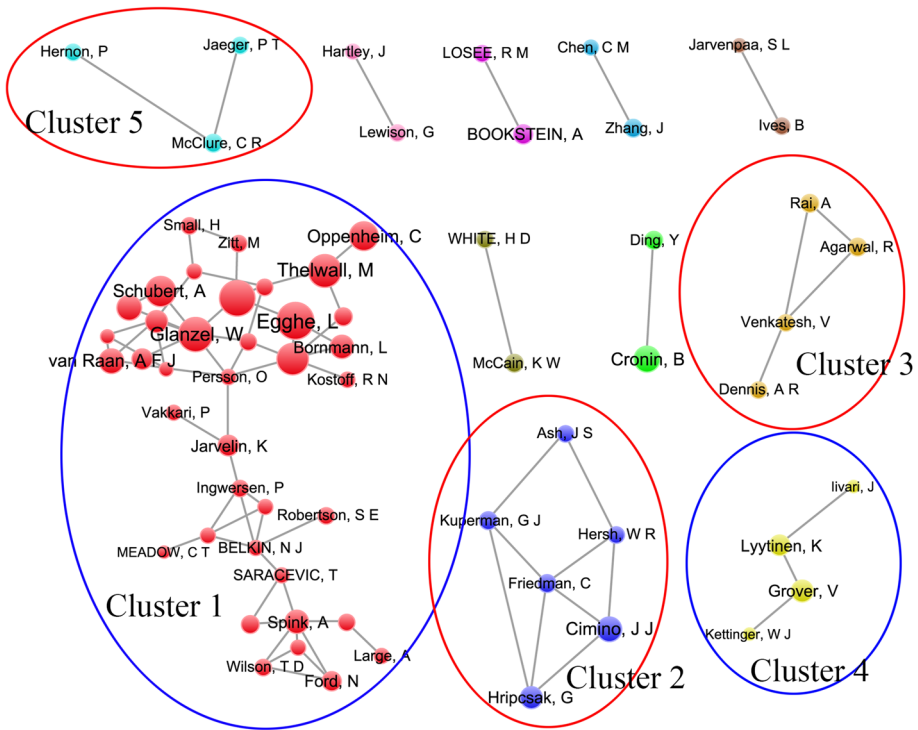 Hernon, P
Jaeger, P T
Hartley, J
LOSEE, R M
Chen, C M
Jarvenpaa, S L
Cluster 5
McClure, C R
Lewison, G
BOOKSTEIN, A
Zhang, J
Ives, B
Small, H
Zitt, M
Oppenheim, C
Thelwall, M
Schubert, A
Egghe, L
Glanzel, W
Bornmann, L
van Raan, A F J
Persson, O
Kostoff, R N
Vakkari, P
Jarvelin, K
Ingwersen, P
Robertson, S E
MEADOW, C T
BELKIN, N J
SARACEVIC, T
Cluster 1
Spink, A
Large, A
Wilson, T D
Ford, N
WHITE, H D
McCain, K W
Ding, Y
Cronin, B
Rai, A
Agarwal, R
Venkatesh, V
Cluster 3
Dennis, A R
Ash, J S
Kuperman, G J
Hersh, W R
Friedman, C
Cimino, J J
Cluster 2
Hripcsak, G
Iivari, J
Lyytinen, K
Grover, V
Kettinger, W J
Cluster 4